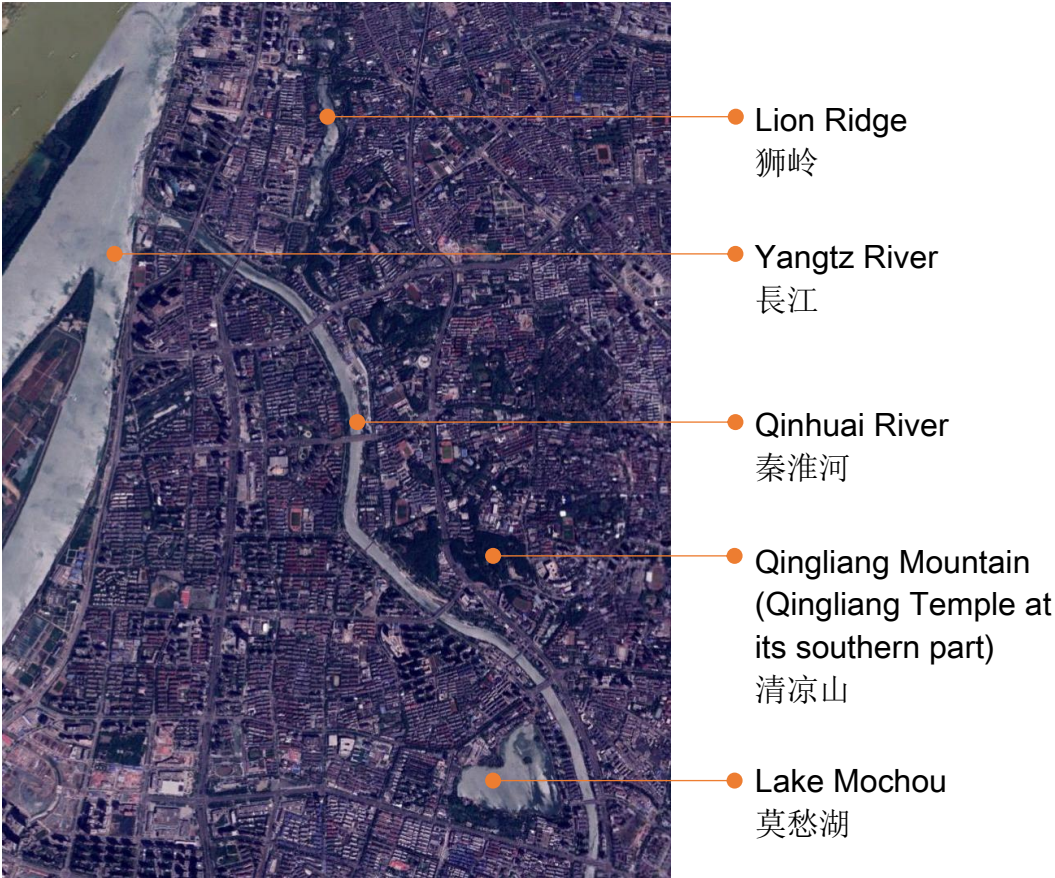 Lion Ridge
狮岭
Yangtz River
長江
Qinhuai River
秦淮河
Qingliang Mountain
(Qingliang Temple at
its southern part)
清凉山
Lake Mochou
莫愁湖